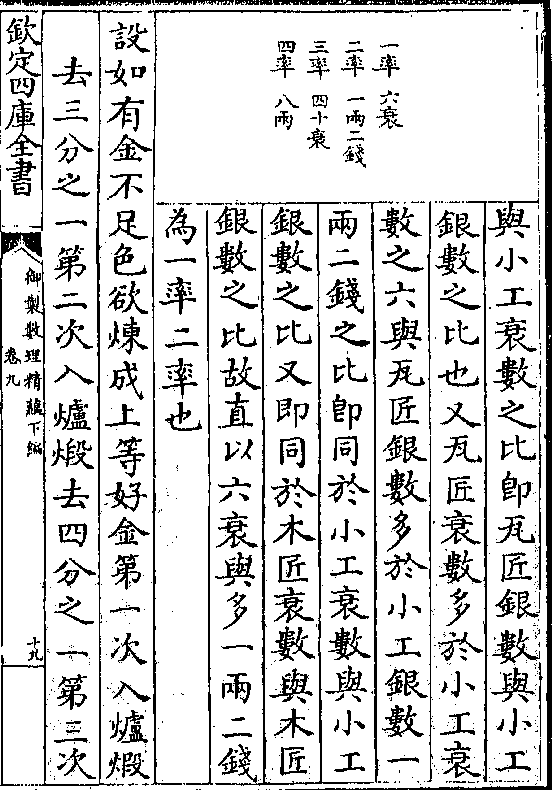 與小工衰數之比即瓦匠銀數與小工
銀數之比也又瓦匠衰數多於小工衰
數之六與瓦匠銀數多於小工銀數一
兩二錢之比即同於小工衰數與小工
銀數之比又即同於木匠衰數與木匠
銀數之比故直以六衰與多一兩二錢
為一率二率也
一率 六衰
二率 一兩二錢
三率 四十衰
四率 八兩
設如有金不足色欲煉成上等好金第一次入爐煅
去三分之一第二次入爐煅去四分之一第三次
欽定四庫全書
御製數理精蘊下編
卷九
十九